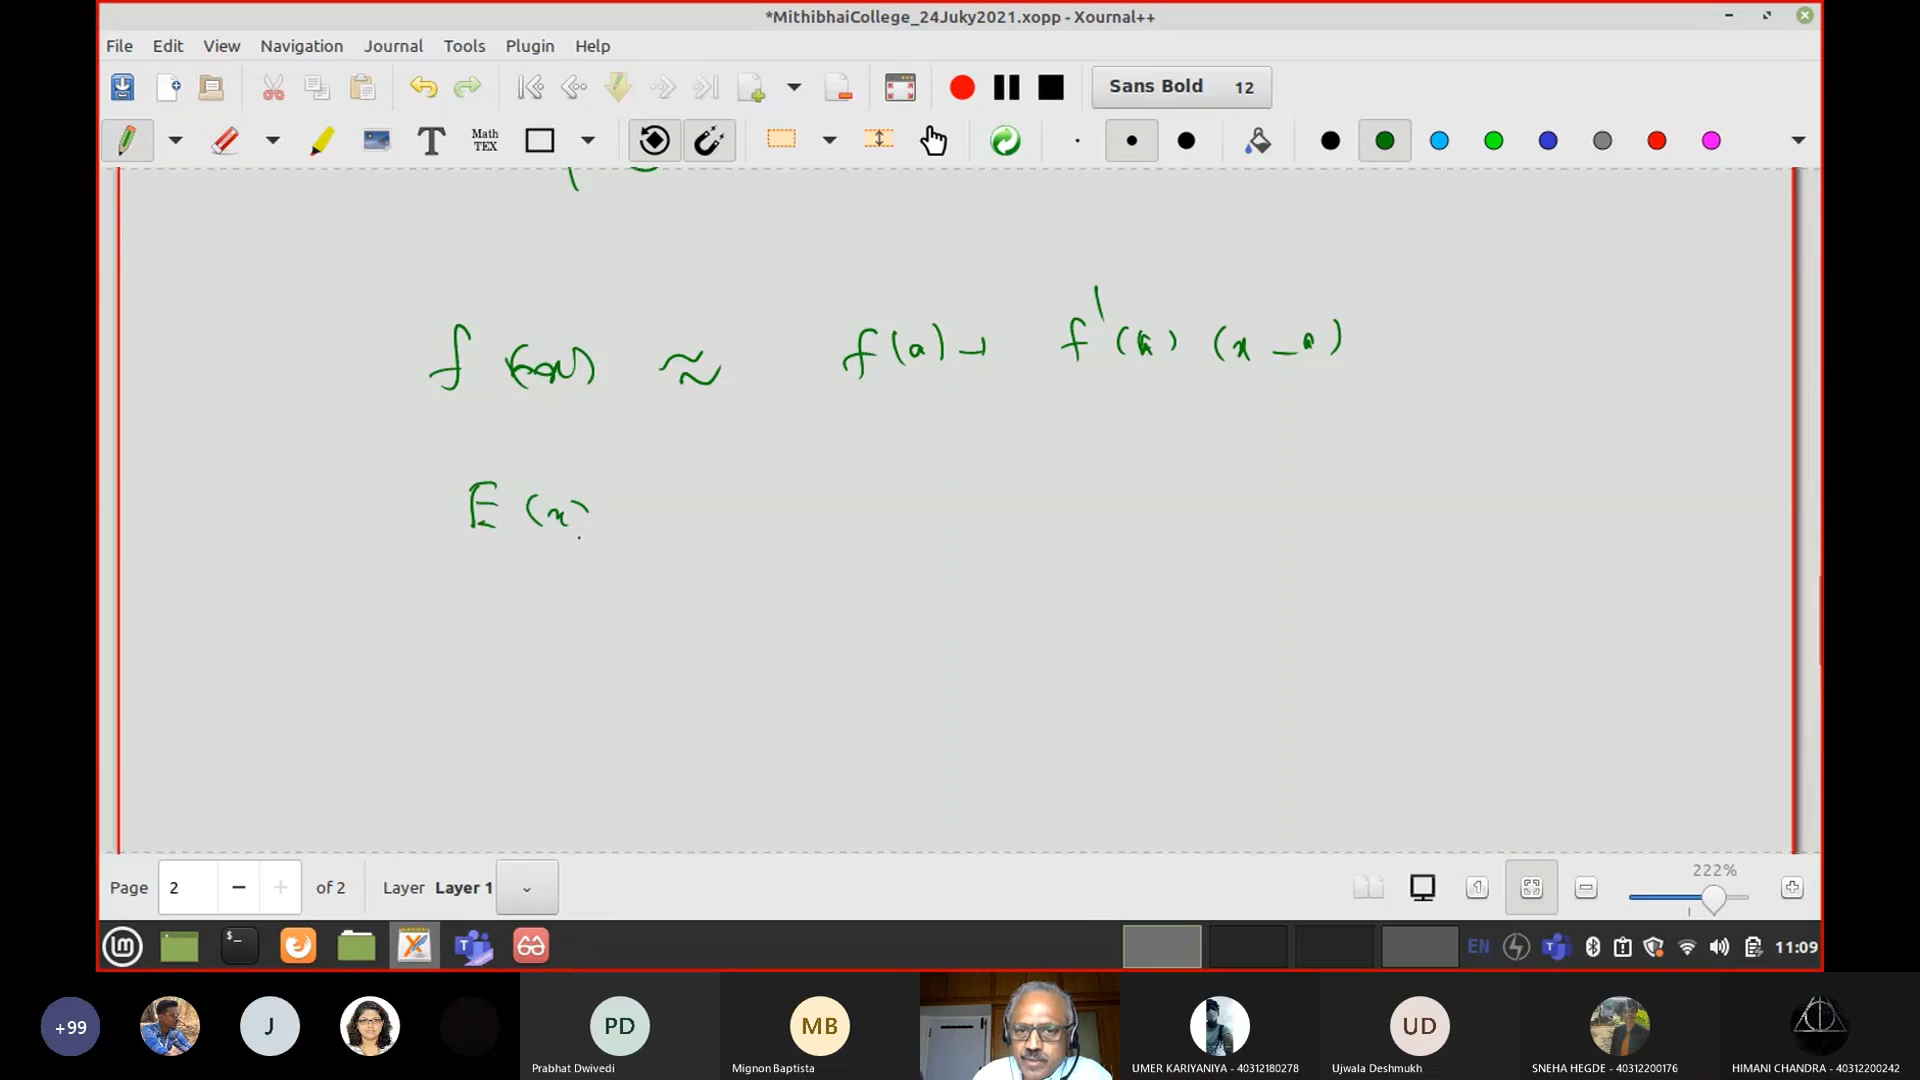 *MithibhaiCollege_24Juky2021.xopp - Xournal++
File Edit View Navigation Journal Tools Plugin Help
Sans Bold 12
T Math TEX
f(x) ≈ f(a) + f'(a) (x - a)
E(x)
Page 2 of 2 Layer Layer 1 222%
EN 11:09
+99 J PD MB UD
Prabhat Dwivedi Mignon Baptista UMER KARIYANIYA - 40312180278 Ujwala Deshmukh SNEHA HEGDE - 40312200176 HIMANI CHANDRA - 40312200242